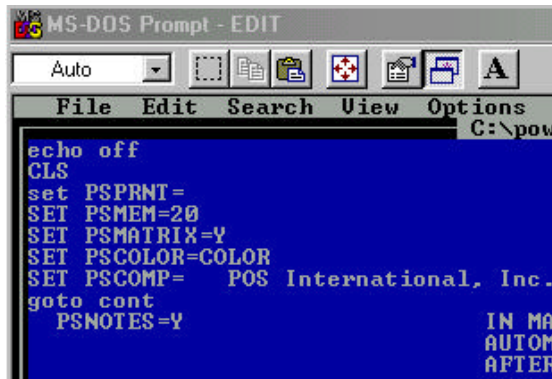 MS-DOS Prompt - EDIT
Auto A
File Edit Search View Options
C:\pow
echo off
CLS
set PSPRNT=
SET PSMEM=20
SET PSMATRIX=Y
SET PSCOLOR=COLOR
SET PSCOMP= POS International, Inc.
goto cont
PSNOTES=Y IN MA
AUTOM
AFTER